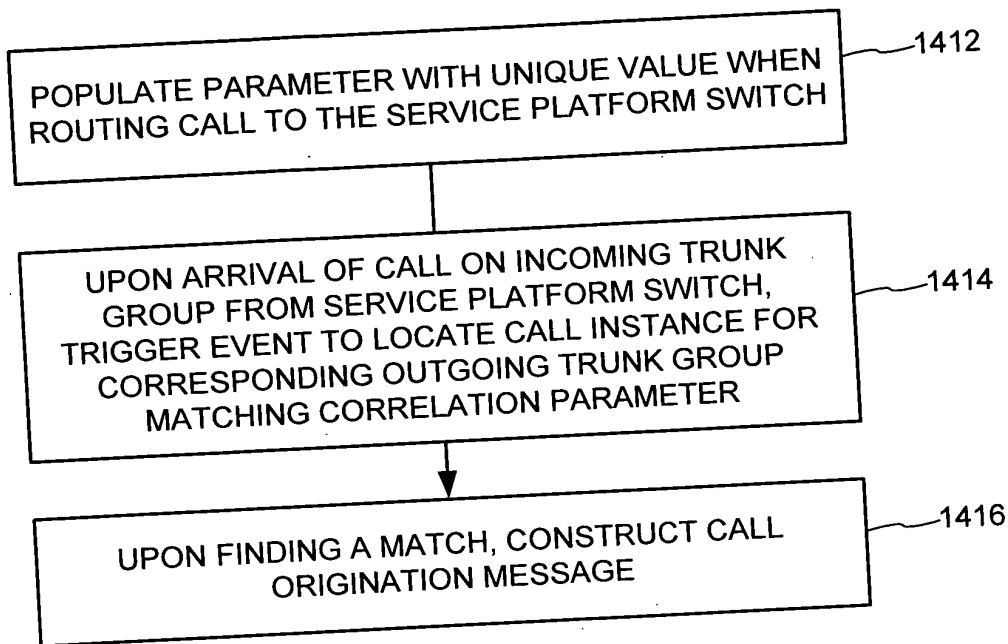 1412
POPULATE PARAMETER WITH UNIQUE VALUE WHEN
ROUTING CALL TO THE SERVICE PLATFORM SWITCH
1414
UPON ARRIVAL OF CALL ON INCOMING TRUNK
GROUP FROM SERVICE PLATFORM SWITCH,
TRIGGER EVENT TO LOCATE CALL INSTANCE FOR
CORRESPONDING OUTGOING TRUNK GROUP
MATCHING CORRELATION PARAMETER
1416
UPON FINDING A MATCH, CONSTRUCT CALL
ORIGINATION MESSAGE